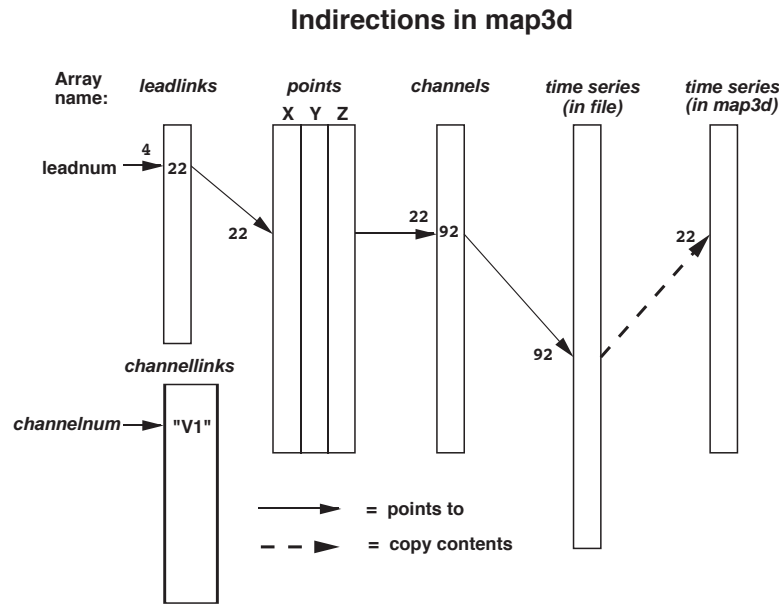 Indirections in map3d
Array
name:
leadlinks
points
channels
time series
(in file)
time series
(in map3d)
X Y Z
4
leadnum
22
22
22
92
22
92
channellinks
channelnum
"V1"
= points to
= copy contents